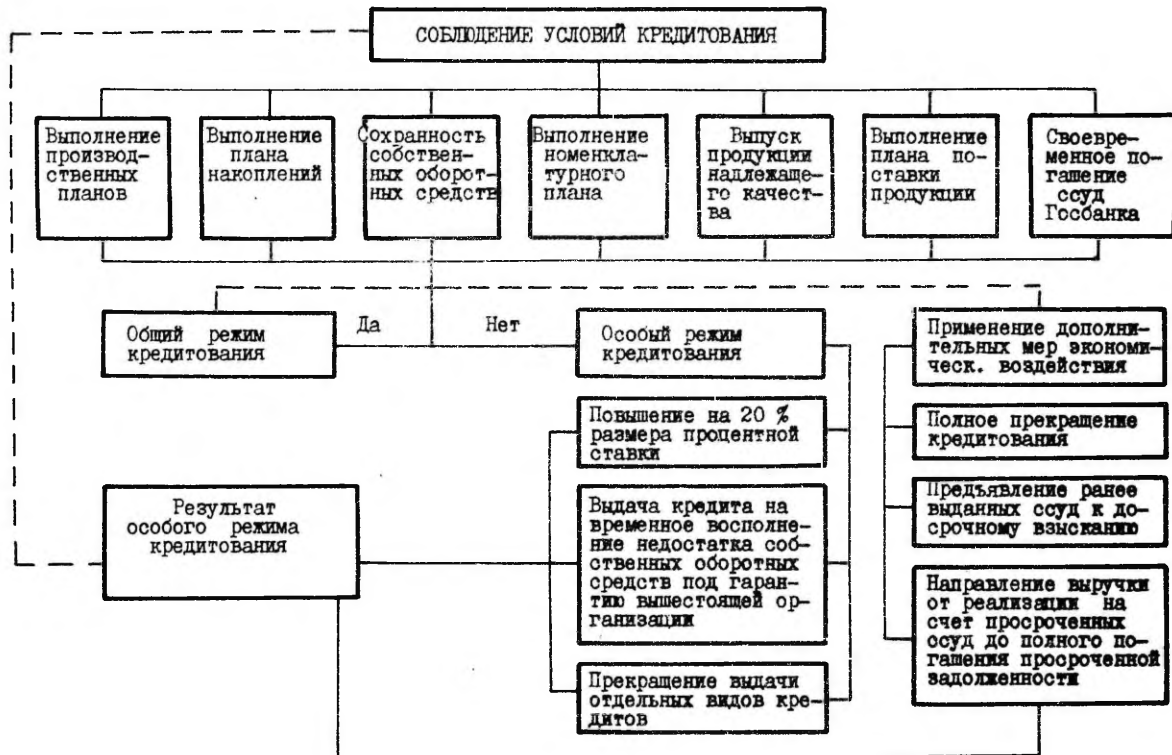 СОБЛЮДЕНИЕ УСЛОВИЙ КРЕДИТОВАНИЯ
Выполнение
производ-
ственных
планов
Выполнение
плана
накоплений
Сохранность
собствен-
ных оборот-
ных средств
Выполнение
номенкла-
турного
плана
Выпуск
продукции
надлежаще-
го качест-
ва
Выполнение
плана по-
ставки
продукции
Своевре-
менное по-
гашение
ссуд
Госбанка
Общий режим
кредитования
Да
Нет
Особый режим
кредитования
Применение дополни-
тельных мер экономи-
ческ. воздействия
Повышение на 20 %
размера процентной
ставки
Полное прекращение
кредитования
Результат
особого режима
кредитования
Выдача кредита на
временное восполне-
ние недостатка соб-
ственных оборотных
средств под гаран-
тию вышестоящей ор-
ганизации
Предъявление ранее
выданных ссуд к до-
срочному взысканию
Направление выручки
от реализации на
счет просроченных
ссуд до полного по-
гашения просроченной
задолженности
Прекращение выдачи
отдельных видов кре-
дитов